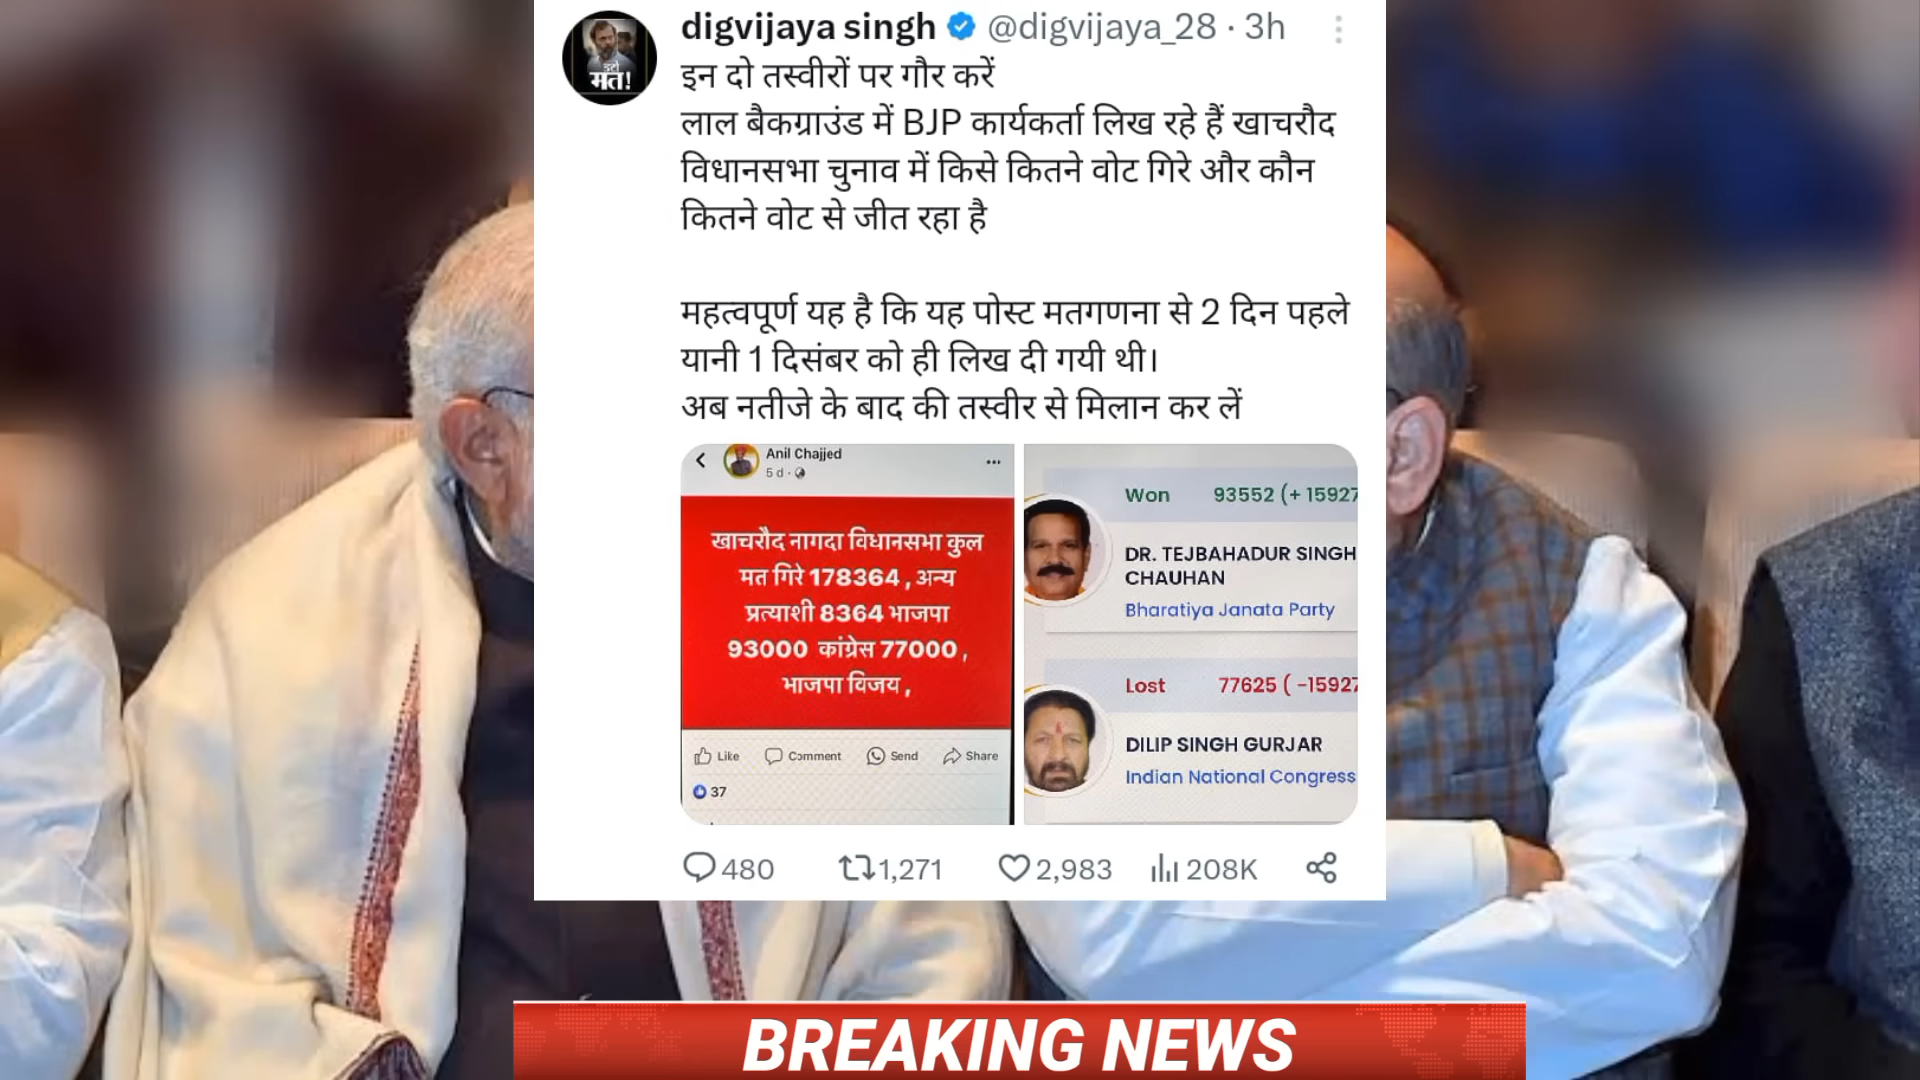 digvijaya singh @digvijaya_28 · 3h
मत!
इन दो तस्वीरों पर गौर करें
लाल बैकग्राउंड में BJP कार्यकर्ता लिख रहे हैं खाचरौद
विधानसभा चुनाव में किसे कितने वोट गिरे और कौन
कितने वोट से जीत रहा है
महत्वपूर्ण यह है कि यह पोस्ट मतगणना से 2 दिन पहले
यानी 1 दिसंबर को ही लिख दी गयी थी।
अब नतीजे के बाद की तस्वीर से मिलान कर लें
Anil Chajjed
5 d ·
खाचरौद नागदा विधानसभा कुल
मत गिरे 178364 , अन्य
प्रत्याशी 8364 भाजपा
93000 कांग्रेस 77000 ,
भाजपा विजय ,
Like Comment Send Share
37
Won 93552 (+ 15927
DR. TEJBAHADUR SINGH
CHAUHAN
Bharatiya Janata Party
Lost 77625 ( -15927
DILIP SINGH GURJAR
Indian National Congress
480 1,271 2,983 208K
BREAKING NEWS